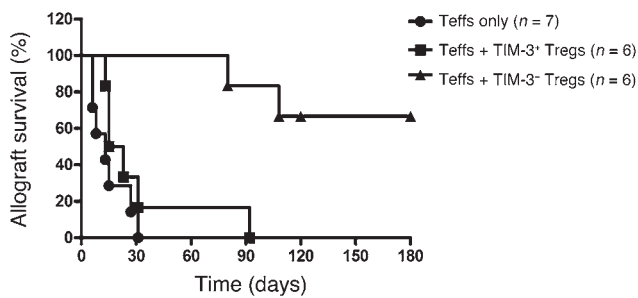 120
100
80
60
40
20
0
0 30 60 90 120 150 180
Allograft survival (%)
Time (days)
Teffs only (n = 7)
Teffs + TIM-3⁺ Tregs (n = 6)
Teffs + TIM-3⁻ Tregs (n = 6)